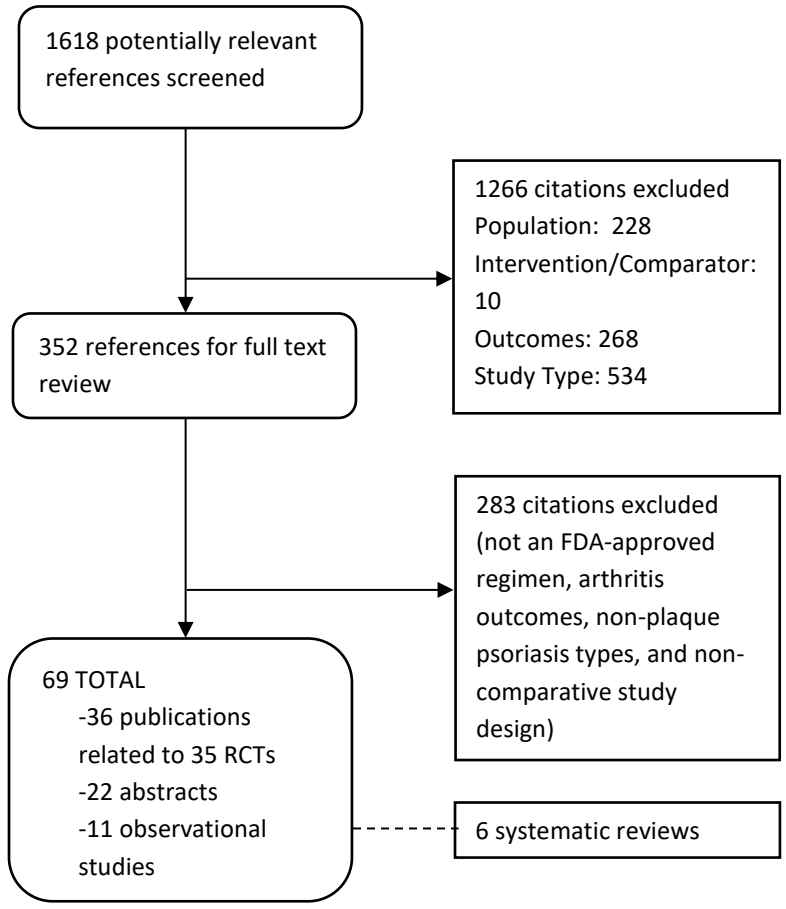 1618 potentially relevant
references screened
1266 citations excluded
Population: 228
Intervention/Comparator:
10
Outcomes: 268
Study Type: 534
352 references for full text
review
283 citations excluded
(not an FDA-approved
regimen, arthritis
outcomes, non-plaque
psoriasis types, and non-
comparative study
design)
69 TOTAL
-36 publications
related to 35 RCTs
-22 abstracts
-11 observational
studies
6 systematic reviews